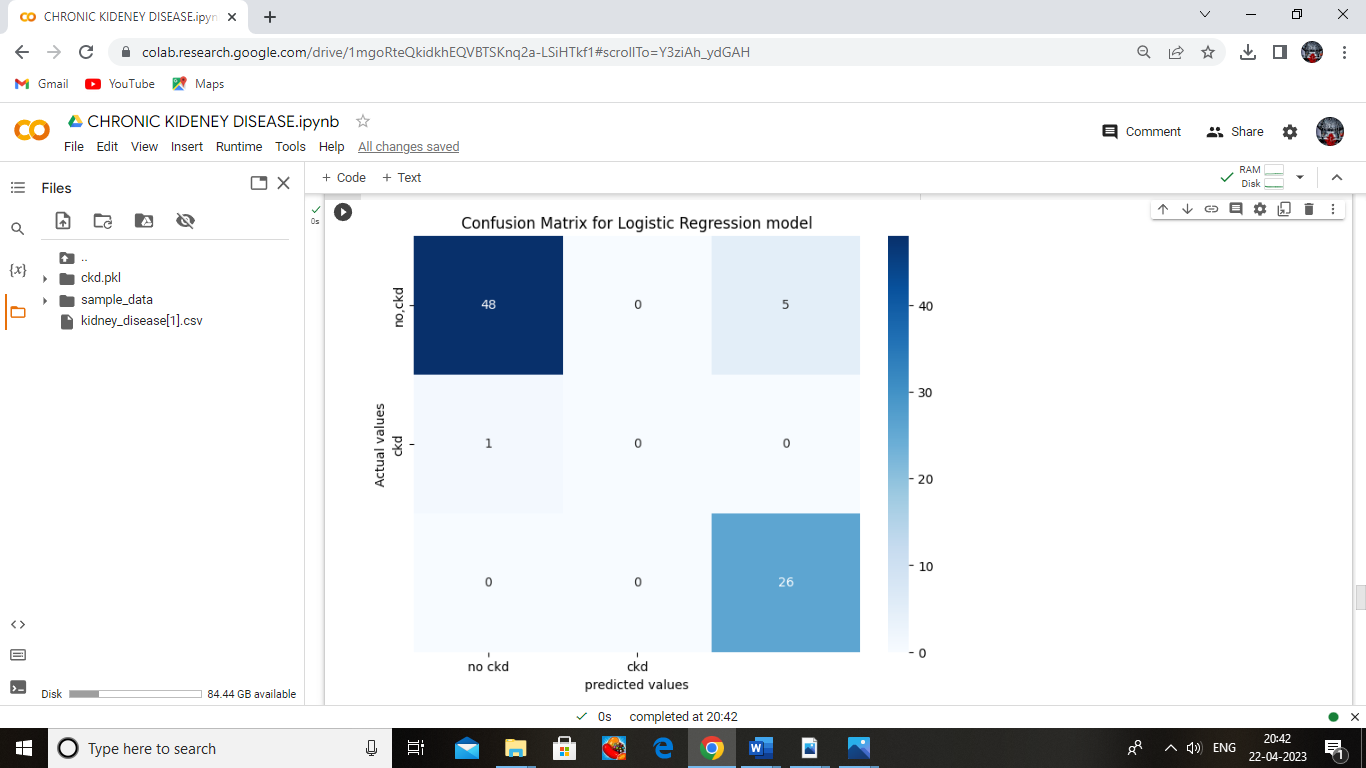 CHRONIC KIDENEY DISEASE.ipyn
colab.research.google.com/drive/1mgoRteQkidkhEQVBTSKnq2a-LSiHTkf1#scrollTo=Y3ziAh_ydGAH
Gmail YouTube Maps
CHRONIC KIDENEY DISEASE.ipynb
File Edit View Insert Runtime Tools Help All changes saved
Comment Share
Files
+ Code + Text
RAM
Disk
{x}
..
ckd.pkl
sample_data
kidney_disease[1].csv
0s
Confusion Matrix for Logistic Regression model
no,ckd
48 0 5
Actual values
ckd
1 0 0
0 0 26
no ckd ckd
predicted values
40
30
20
10
0
Disk 84.44 GB available
0s completed at 20:42
Type here to search
ENG
20:42
22-04-2023
1